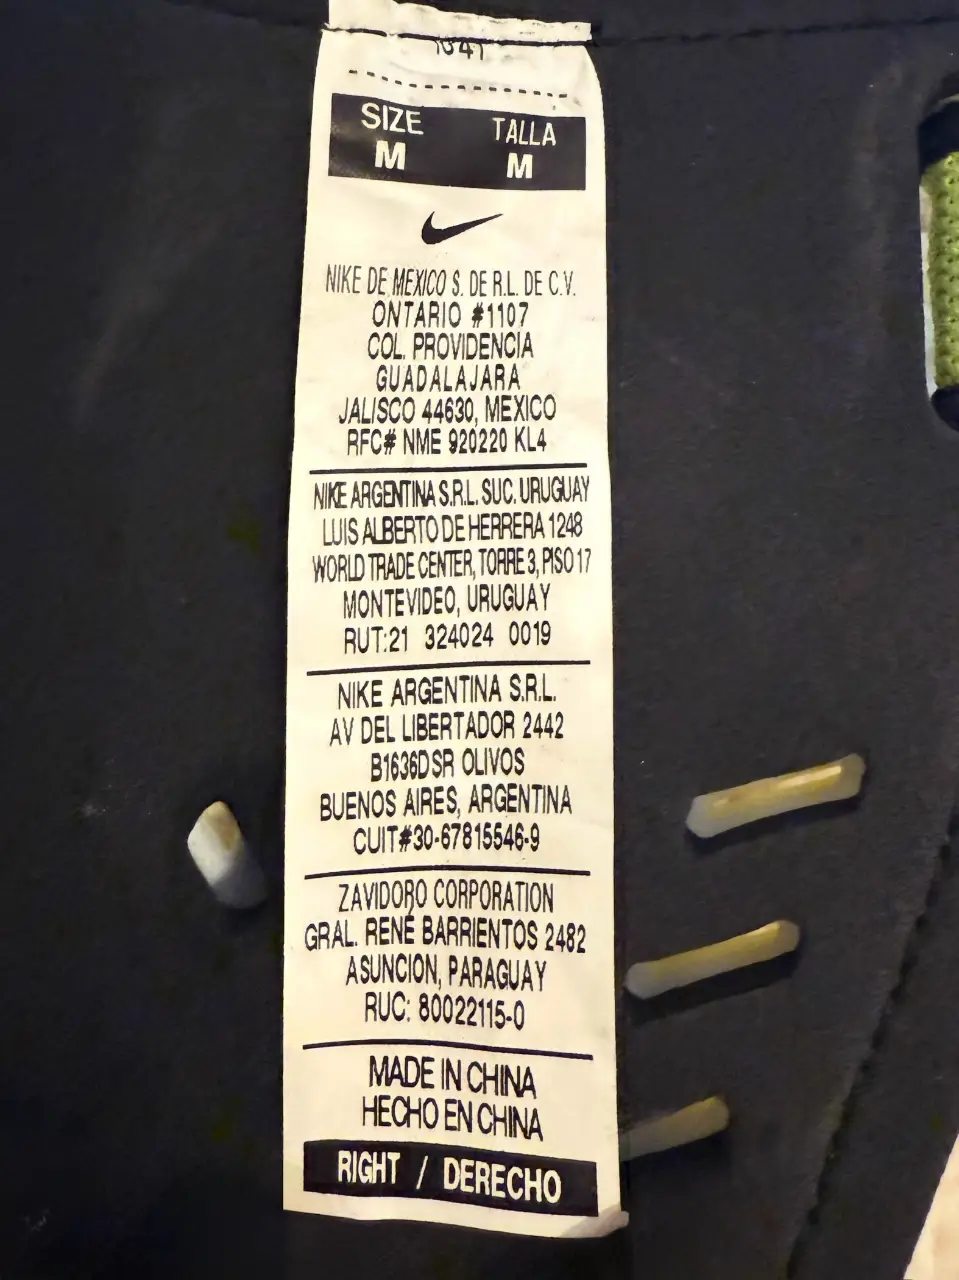 SIZE TALLA
M M
NIKE DE MEXICO S. DE R.L. DE C.V.
ONTARIO #1107
COL. PROVIDENCIA
GUADALAJARA
JALISCO 44630, MEXICO
RFC# NME 920220 KL4
NIKE ARGENTINA S.R.L. SUC. URUGUAY
LUIS ALBERTO DE HERRERA 1248
WORLD TRADE CENTER, TORRE 3, PISO 17
MONTEVIDEO, URUGUAY
RUT:21 324024 0019
NIKE ARGENTINA S.R.L.
AV DEL LIBERTADOR 2442
B1636DSR OLIVOS
BUENOS AIRES, ARGENTINA
CUIT#30-67815546-9
ZAVIDORO CORPORATION
GRAL. RENÉ BARRIENTOS 2482
ASUNCION, PARAGUAY
RUC: 80022115-0
MADE IN CHINA
HECHO EN CHINA
RIGHT / DERECHO